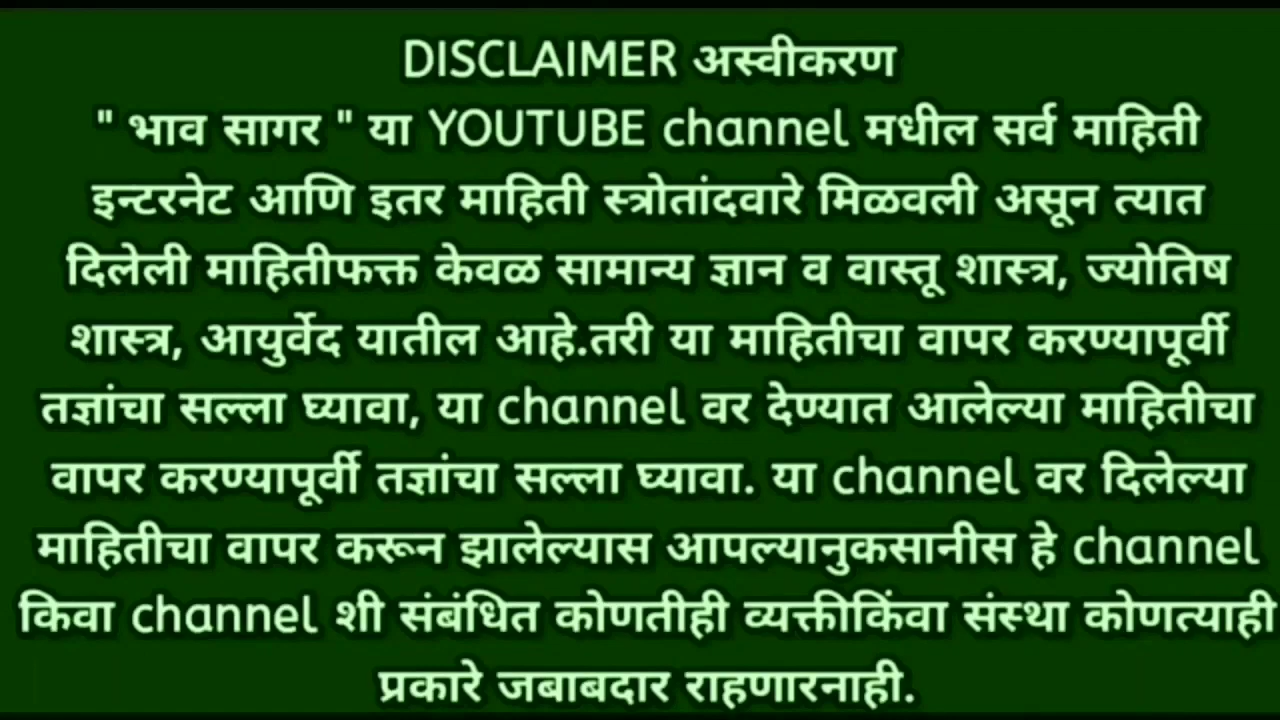 DISCLAIMER अस्वीकरण
" भाव सागर " या YOUTUBE channel मधील सर्व माहिती
इन्टरनेट आणि इतर माहिती स्त्रोतांदवारे मिळवली असून त्यात
दिलेली माहितीफक्त केवळ सामान्य ज्ञान व वास्तू शास्त्र, ज्योतिष
शास्त्र, आयुर्वेद यातील आहे.तरी या माहितीचा वापर करण्यापूर्वी
तज्ञांचा सल्ला घ्यावा, या channel वर देण्यात आलेल्या माहितीचा
वापर करण्यापूर्वी तज्ञांचा सल्ला घ्यावा. या channel वर दिलेल्या
माहितीचा वापर करून झालेल्यास आपल्यानुकसानीस हे channel
किवा channel शी संबंधित कोणतीही व्यक्तीकिंवा संस्था कोणत्याही
प्रकारे जबाबदार राहणारनाही.